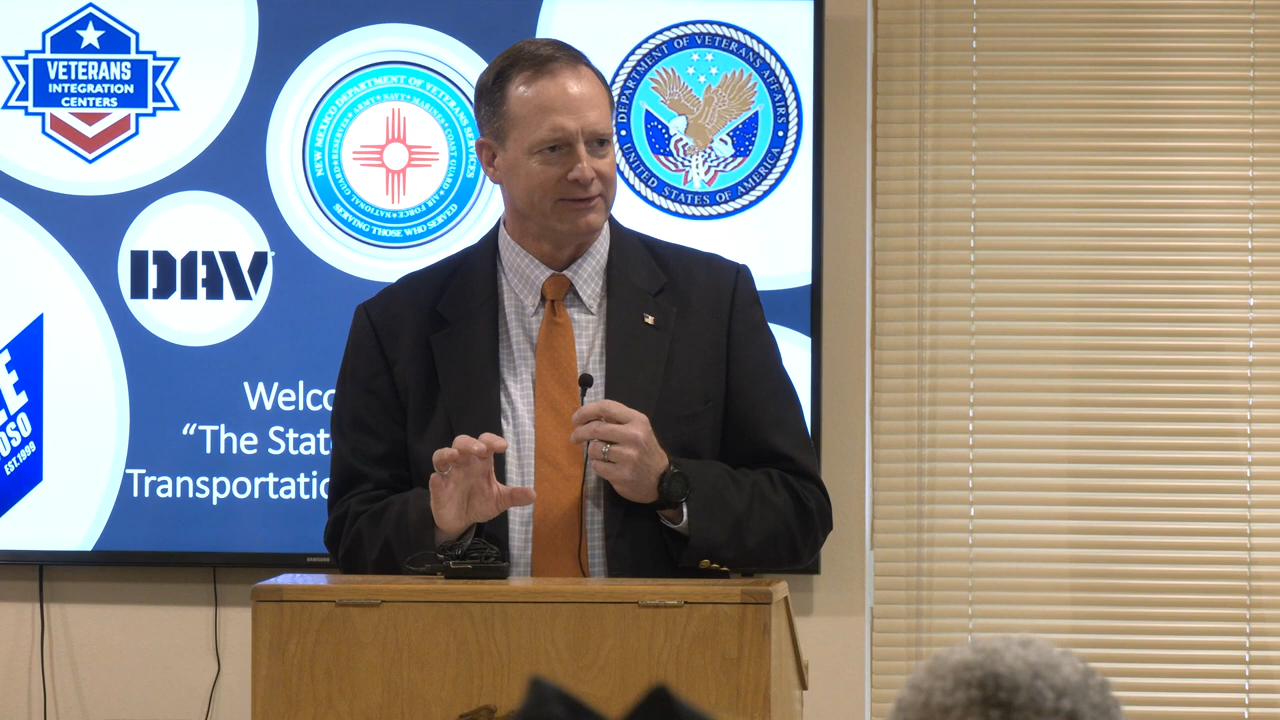 VETERANS
INTEGRATION
CENTERS
NEW MEXICO DEPARTMENT OF VETERANS SERVICES
ARMY NAVY MARINES COAST GUARD AIR FORCE NATIONAL GUARD RESERVES
SERVING THOSE WHO SERVED
DEPARTMENT OF VETERANS AFFAIRS
UNITED STATES OF AMERICA
DAV
EST.1999
Welco
“The Stat
Transportatio
SAMSUNG